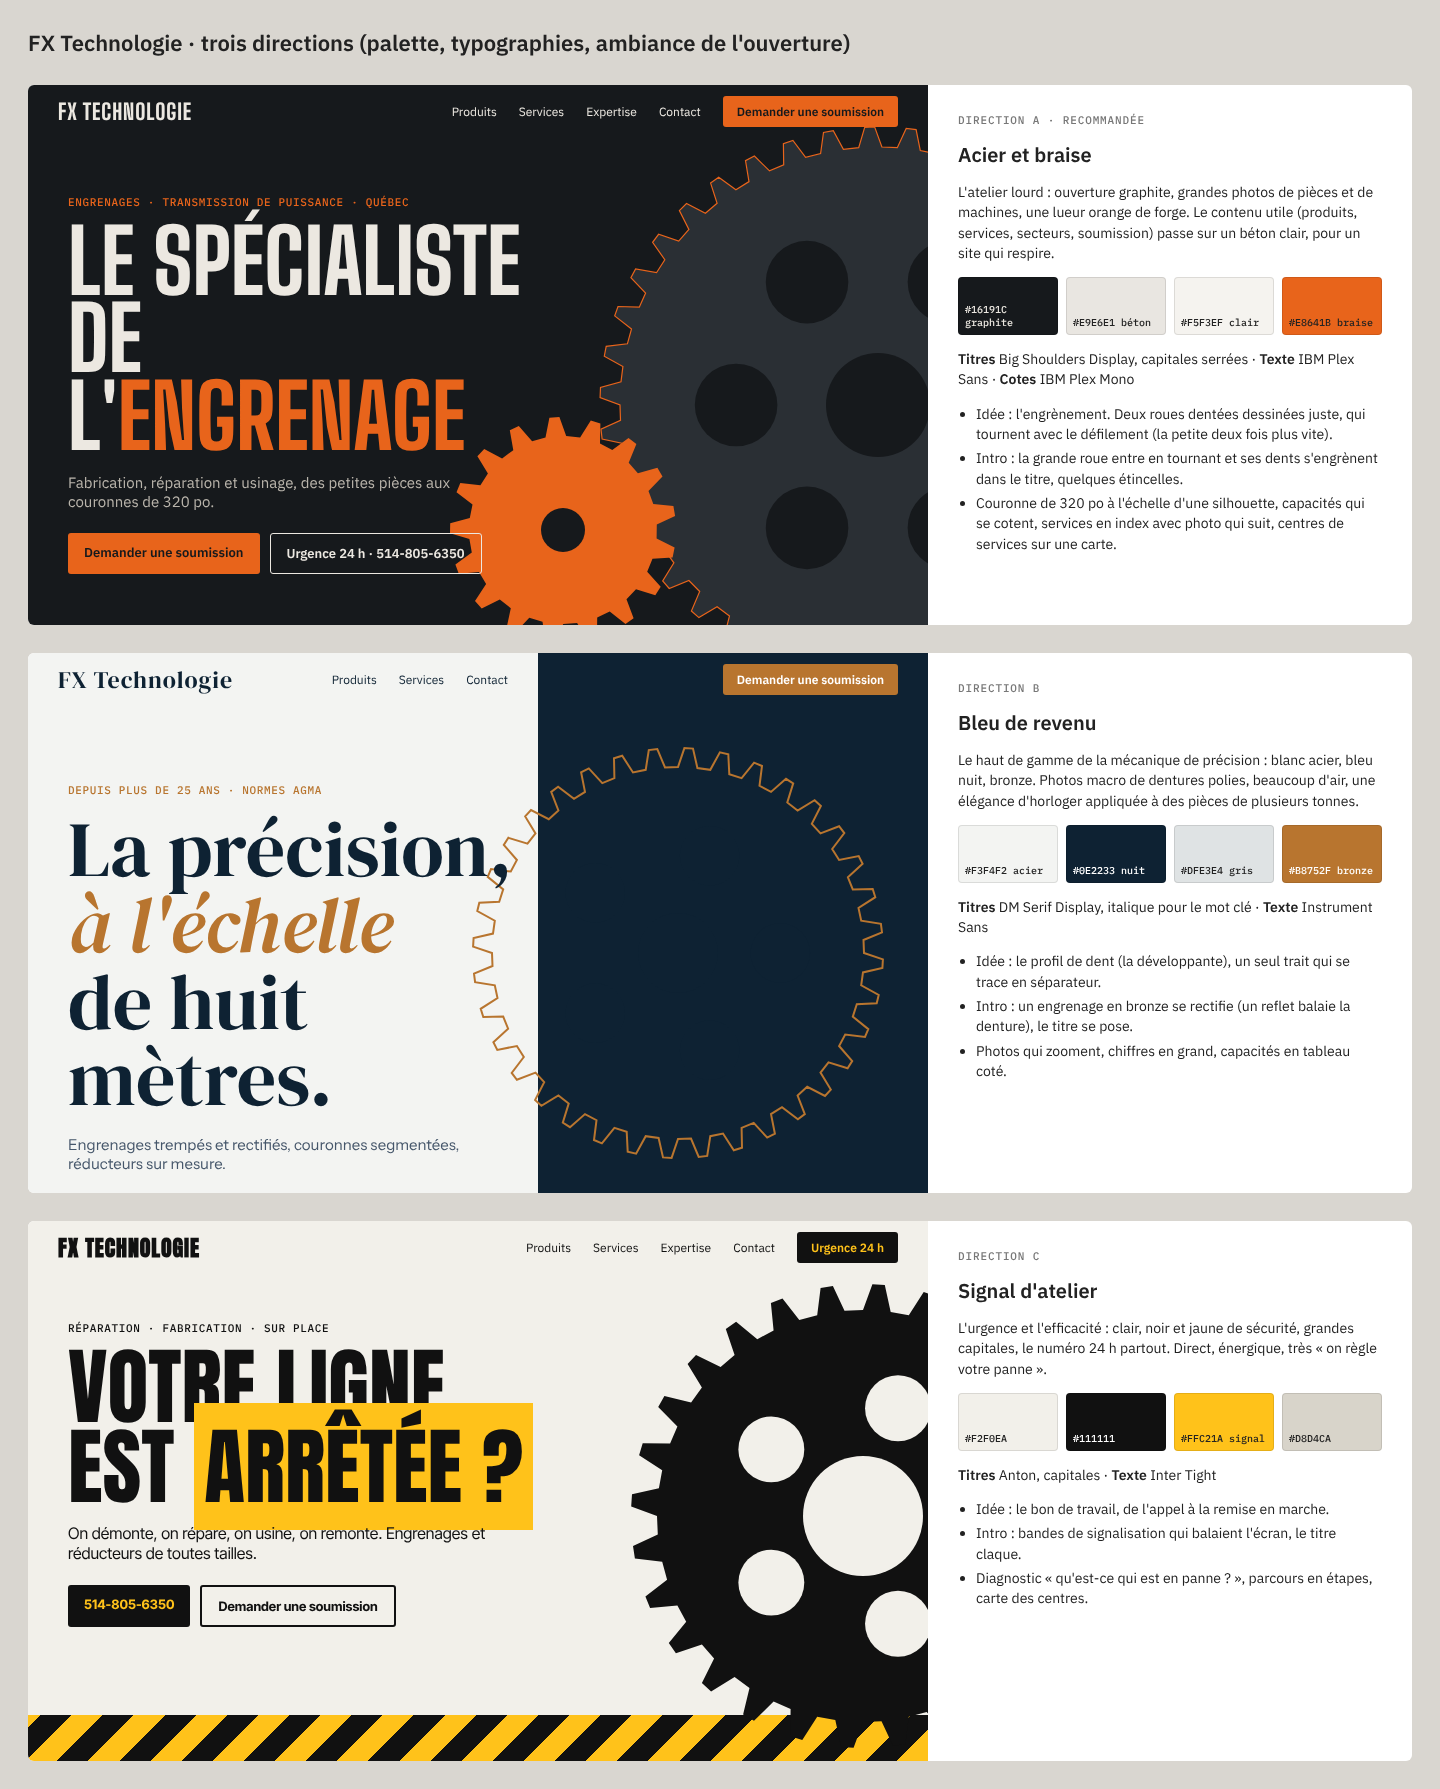 FX Technologie · trois directions (palette, typographies, ambiance de l'ouverture)
FX TECHNOLOGIE
Produits Services Expertise Contact Demander une soumission
ENGRENAGES · TRANSMISSION DE PUISSANCE · QUÉBEC
LE SPÉCIALISTE
DE
L'ENGRENAGE
Fabrication, réparation et usinage, des petites pièces aux
couronnes de 320 po.
Demander une soumission
Urgence 24 h · 514-805-6350
DIRECTION A · RECOMMANDÉE
Acier et braise
L'atelier lourd : ouverture graphite, grandes photos de pièces et de
machines, une lueur orange de forge. Le contenu utile (produits,
services, secteurs, soumission) passe sur un béton clair, pour un
site qui respire.
#16191C
graphite
#E9E6E1 béton
#F5F3EF clair
#E8641B braise
Titres Big Shoulders Display, capitales serrées · Texte IBM Plex
Sans · Cotes IBM Plex Mono
• Idée : l'engrènement. Deux roues dentées dessinées juste, qui
tournent avec le défilement (la petite deux fois plus vite).
• Intro : la grande roue entre en tournant et ses dents s'engrènent
dans le titre, quelques étincelles.
• Couronne de 320 po à l'échelle d'une silhouette, capacités qui
se cotent, services en index avec photo qui suit, centres de
services sur une carte.
FX Technologie
Produits Services Contact
Demander une soumission
DEPUIS PLUS DE 25 ANS · NORMES AGMA
La précision,
à l'échelle
de huit
mètres.
Engrenages trempés et rectifiés, couronnes segmentées,
réducteurs sur mesure.
DIRECTION B
Bleu de revenu
Le haut de gamme de la mécanique de précision : blanc acier, bleu
nuit, bronze. Photos macro de dentures polies, beaucoup d'air, une
élégance d'horloger appliquée à des pièces de plusieurs tonnes.
#F3F4F2 acier
#0E2233 nuit
#DFE3E4 gris
#B8752F bronze
Titres DM Serif Display, italique pour le mot clé · Texte Instrument
Sans
• Idée : le profil de dent (la développante), un seul trait qui se
trace en séparateur.
• Intro : un engrenage en bronze se rectifie (un reflet balaie la
denture), le titre se pose.
• Photos qui zooment, chiffres en grand, capacités en tableau
coté.
FX TECHNOLOGIE
Produits Services Expertise Contact Urgence 24 h
RÉPARATION · FABRICATION · SUR PLACE
VOTRE LIGNE
EST ARRÊTÉE ?
On démonte, on répare, on usine, on remonte. Engrenages et
réducteurs de toutes tailles.
514-805-6350
Demander une soumission
DIRECTION C
Signal d'atelier
L'urgence et l'efficacité : clair, noir et jaune de sécurité, grandes
capitales, le numéro 24 h partout. Direct, énergique, très « on règle
votre panne ».
#F2F0EA
#111111
#FFC21A signal
#D8D4CA
Titres Anton, capitales · Texte Inter Tight
• Idée : le bon de travail, de l'appel à la remise en marche.
• Intro : bandes de signalisation qui balaient l'écran, le titre
claque.
• Diagnostic « qu'est-ce qui est en panne ? », parcours en étapes,
carte des centres.